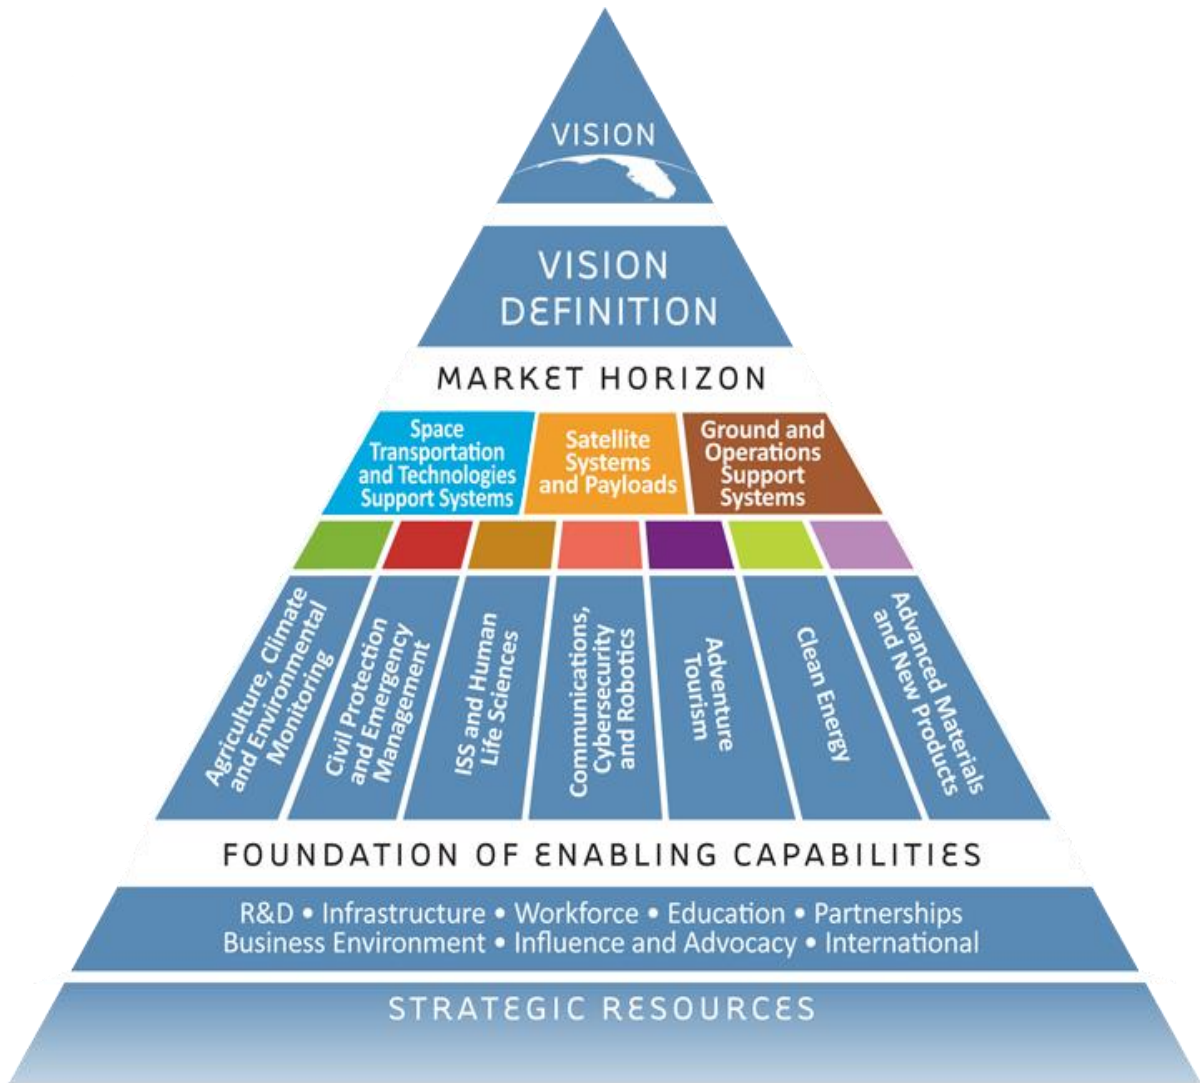 VISION
VISION
DEFINITION
MARKET HORIZON
Space
Transportation
and Technologies
Support Systems
Satellite
Systems
and Payloads
Ground and
Operations
Support
Systems
Agriculture, Climate
and Environmental
Monitoring
Civil Protection
and Emergency
Management
ISS and Human
Life Sciences
Communications,
Cybersecurity
and Robotics
Adventure
Tourism
Clean Energy
Advanced Materials
and New Products
FOUNDATION OF ENABLING CAPABILITIES
R&D • Infrastructure • Workforce • Education • Partnerships
Business Environment • Influence and Advocacy • International
STRATEGIC RESOURCES